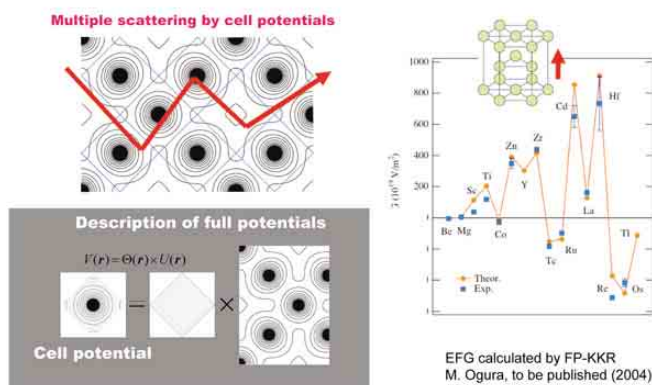 Multiple scattering by cell potentials
Description of full potentials
V(r)=Θ(r)×U(r)
=
×
Cell potential
1000
800
600
400
200
Be
Mg
Sc
Ti
Co
Zn
Y
Zr
Tc
Ru
Cd
La
Hf
Re
Os
Tl
Theor.
Exp.
EFG calculated by FP-KKR
M. Ogura, to be published (2004)